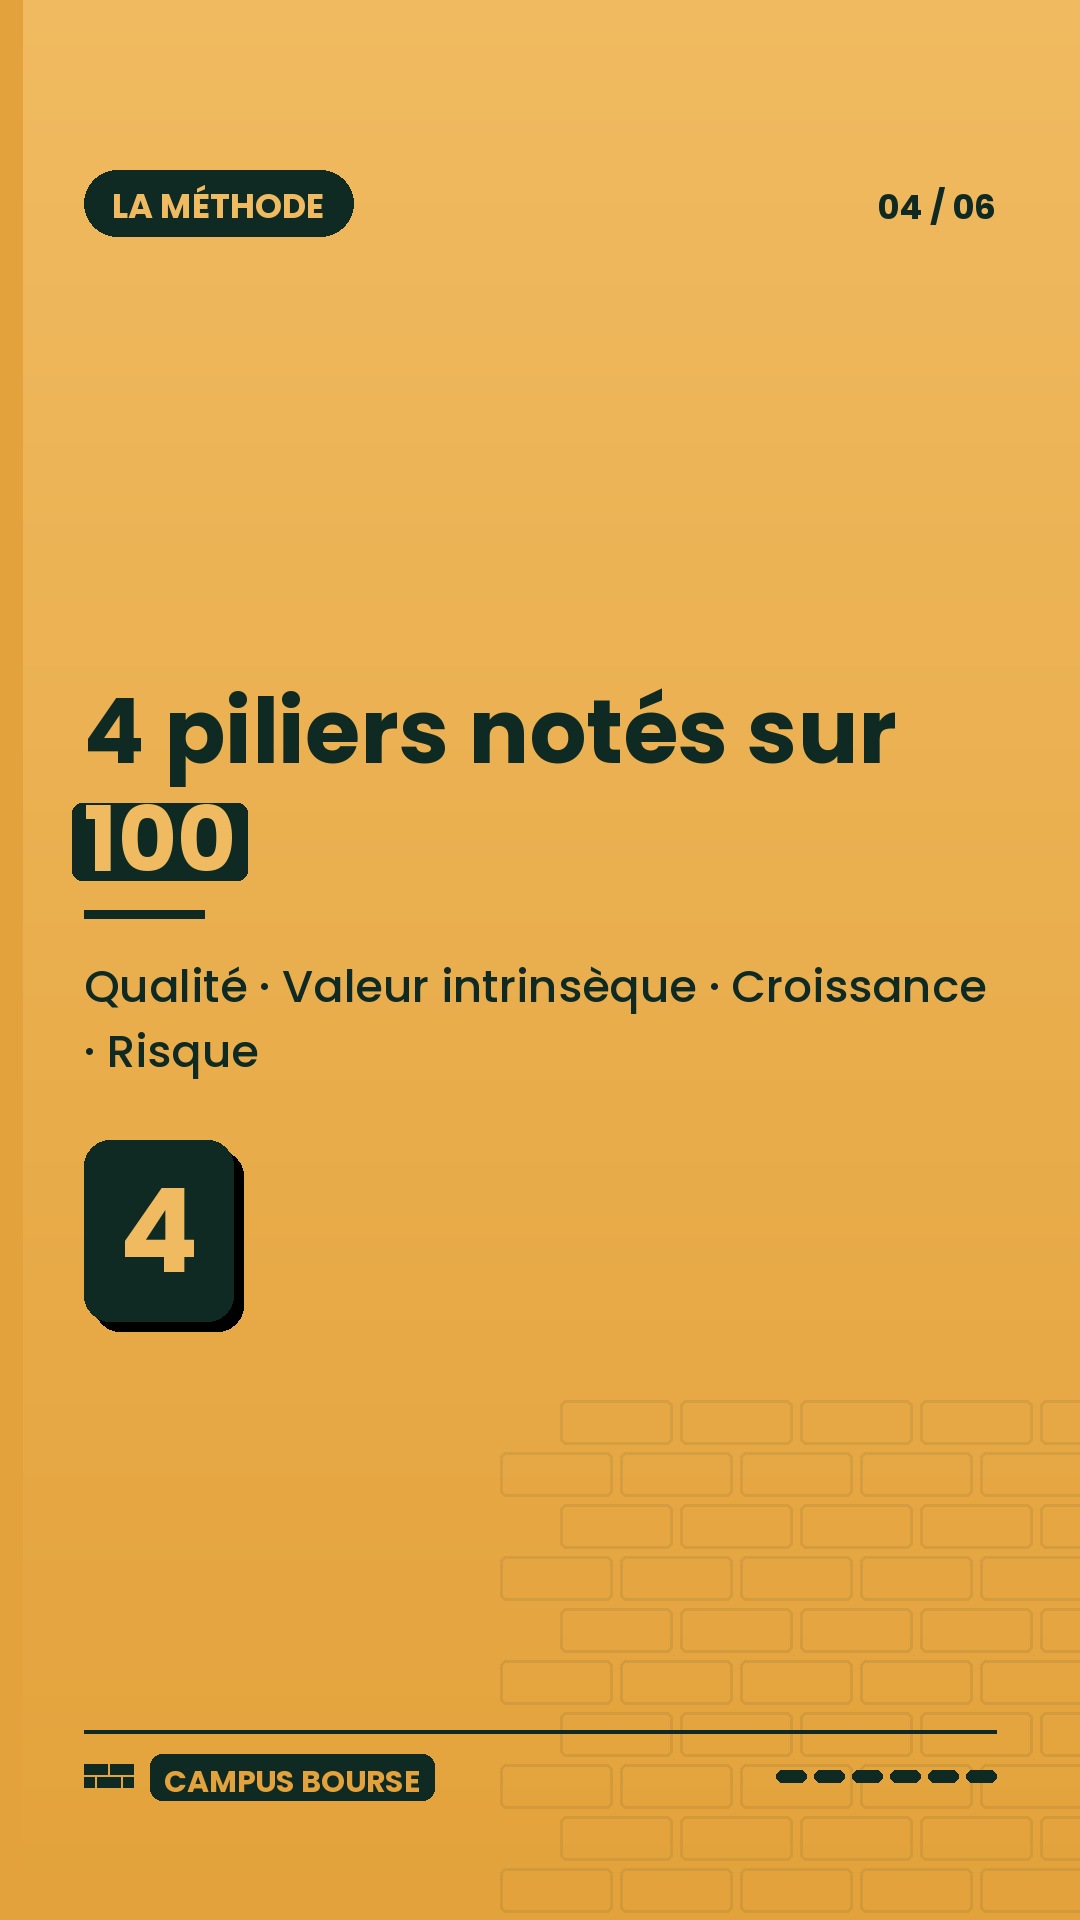 LA MÉTHODE
04 / 06
4 piliers notés sur
100
Qualité · Valeur intrinsèque · Croissance
· Risque
4
CAMPUS BOURSE